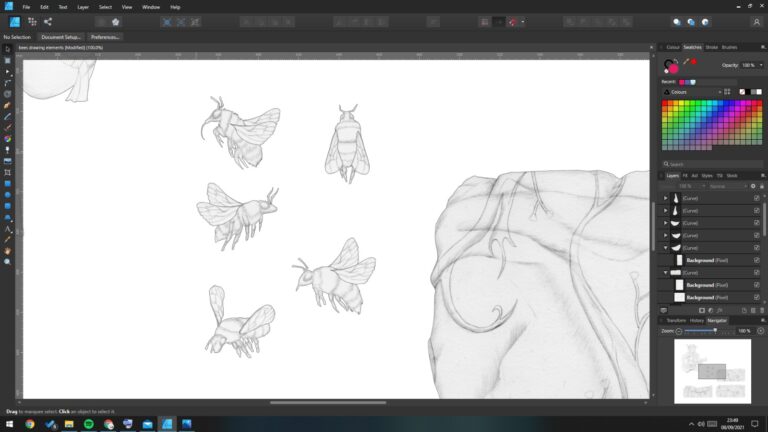 File Edit Text Layer Select View Window Help
No Selection Document Setup... Preferences...
bees drawing elements [Modified] (100.0%)
Colour Swatches Stroke Brushes
Opacity: 100 %
Recent:
Colours
Search
Layers FX Adj Styles TSt Stock
100 % Normal
(Curve)
(Curve)
(Curve)
(Curve)
(Curve)
Background (Pixel)
(Curve)
Background (Pixel)
Background (Pixel)
Transform History Navigator
Zoom: 100 %
Drag to marquee select. Click an object to select it.
23:49
08/09/2021